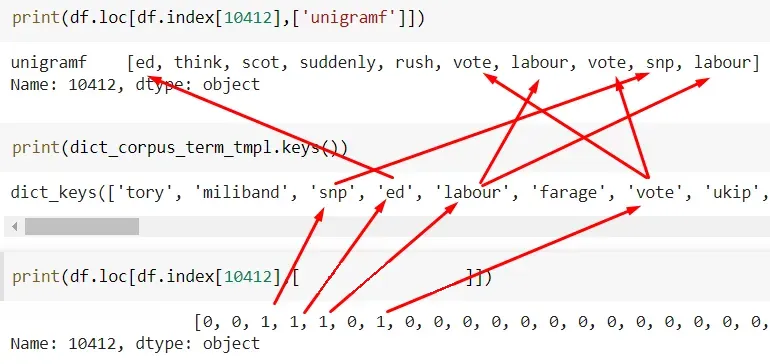 print(df.loc[df.index[10412],['unigramf']])
unigramf    [ed, think, scot, suddenly, rush, vote, labour, vote, snp, labour]
Name: 10412, dtype: object
print(dict_corpus_term_tmpl.keys())
dict_keys(['tory', 'miliband', 'snp', 'ed', 'labour', 'farage', 'vote', 'ukip',
print(df.loc[df.index[10412],[                ]])
[0, 0, 1, 1, 1, 0, 1, 0, 0, 0, 0, 0, 0, 0, 0, 0, 0, 0,
Name: 10412, dtype: object